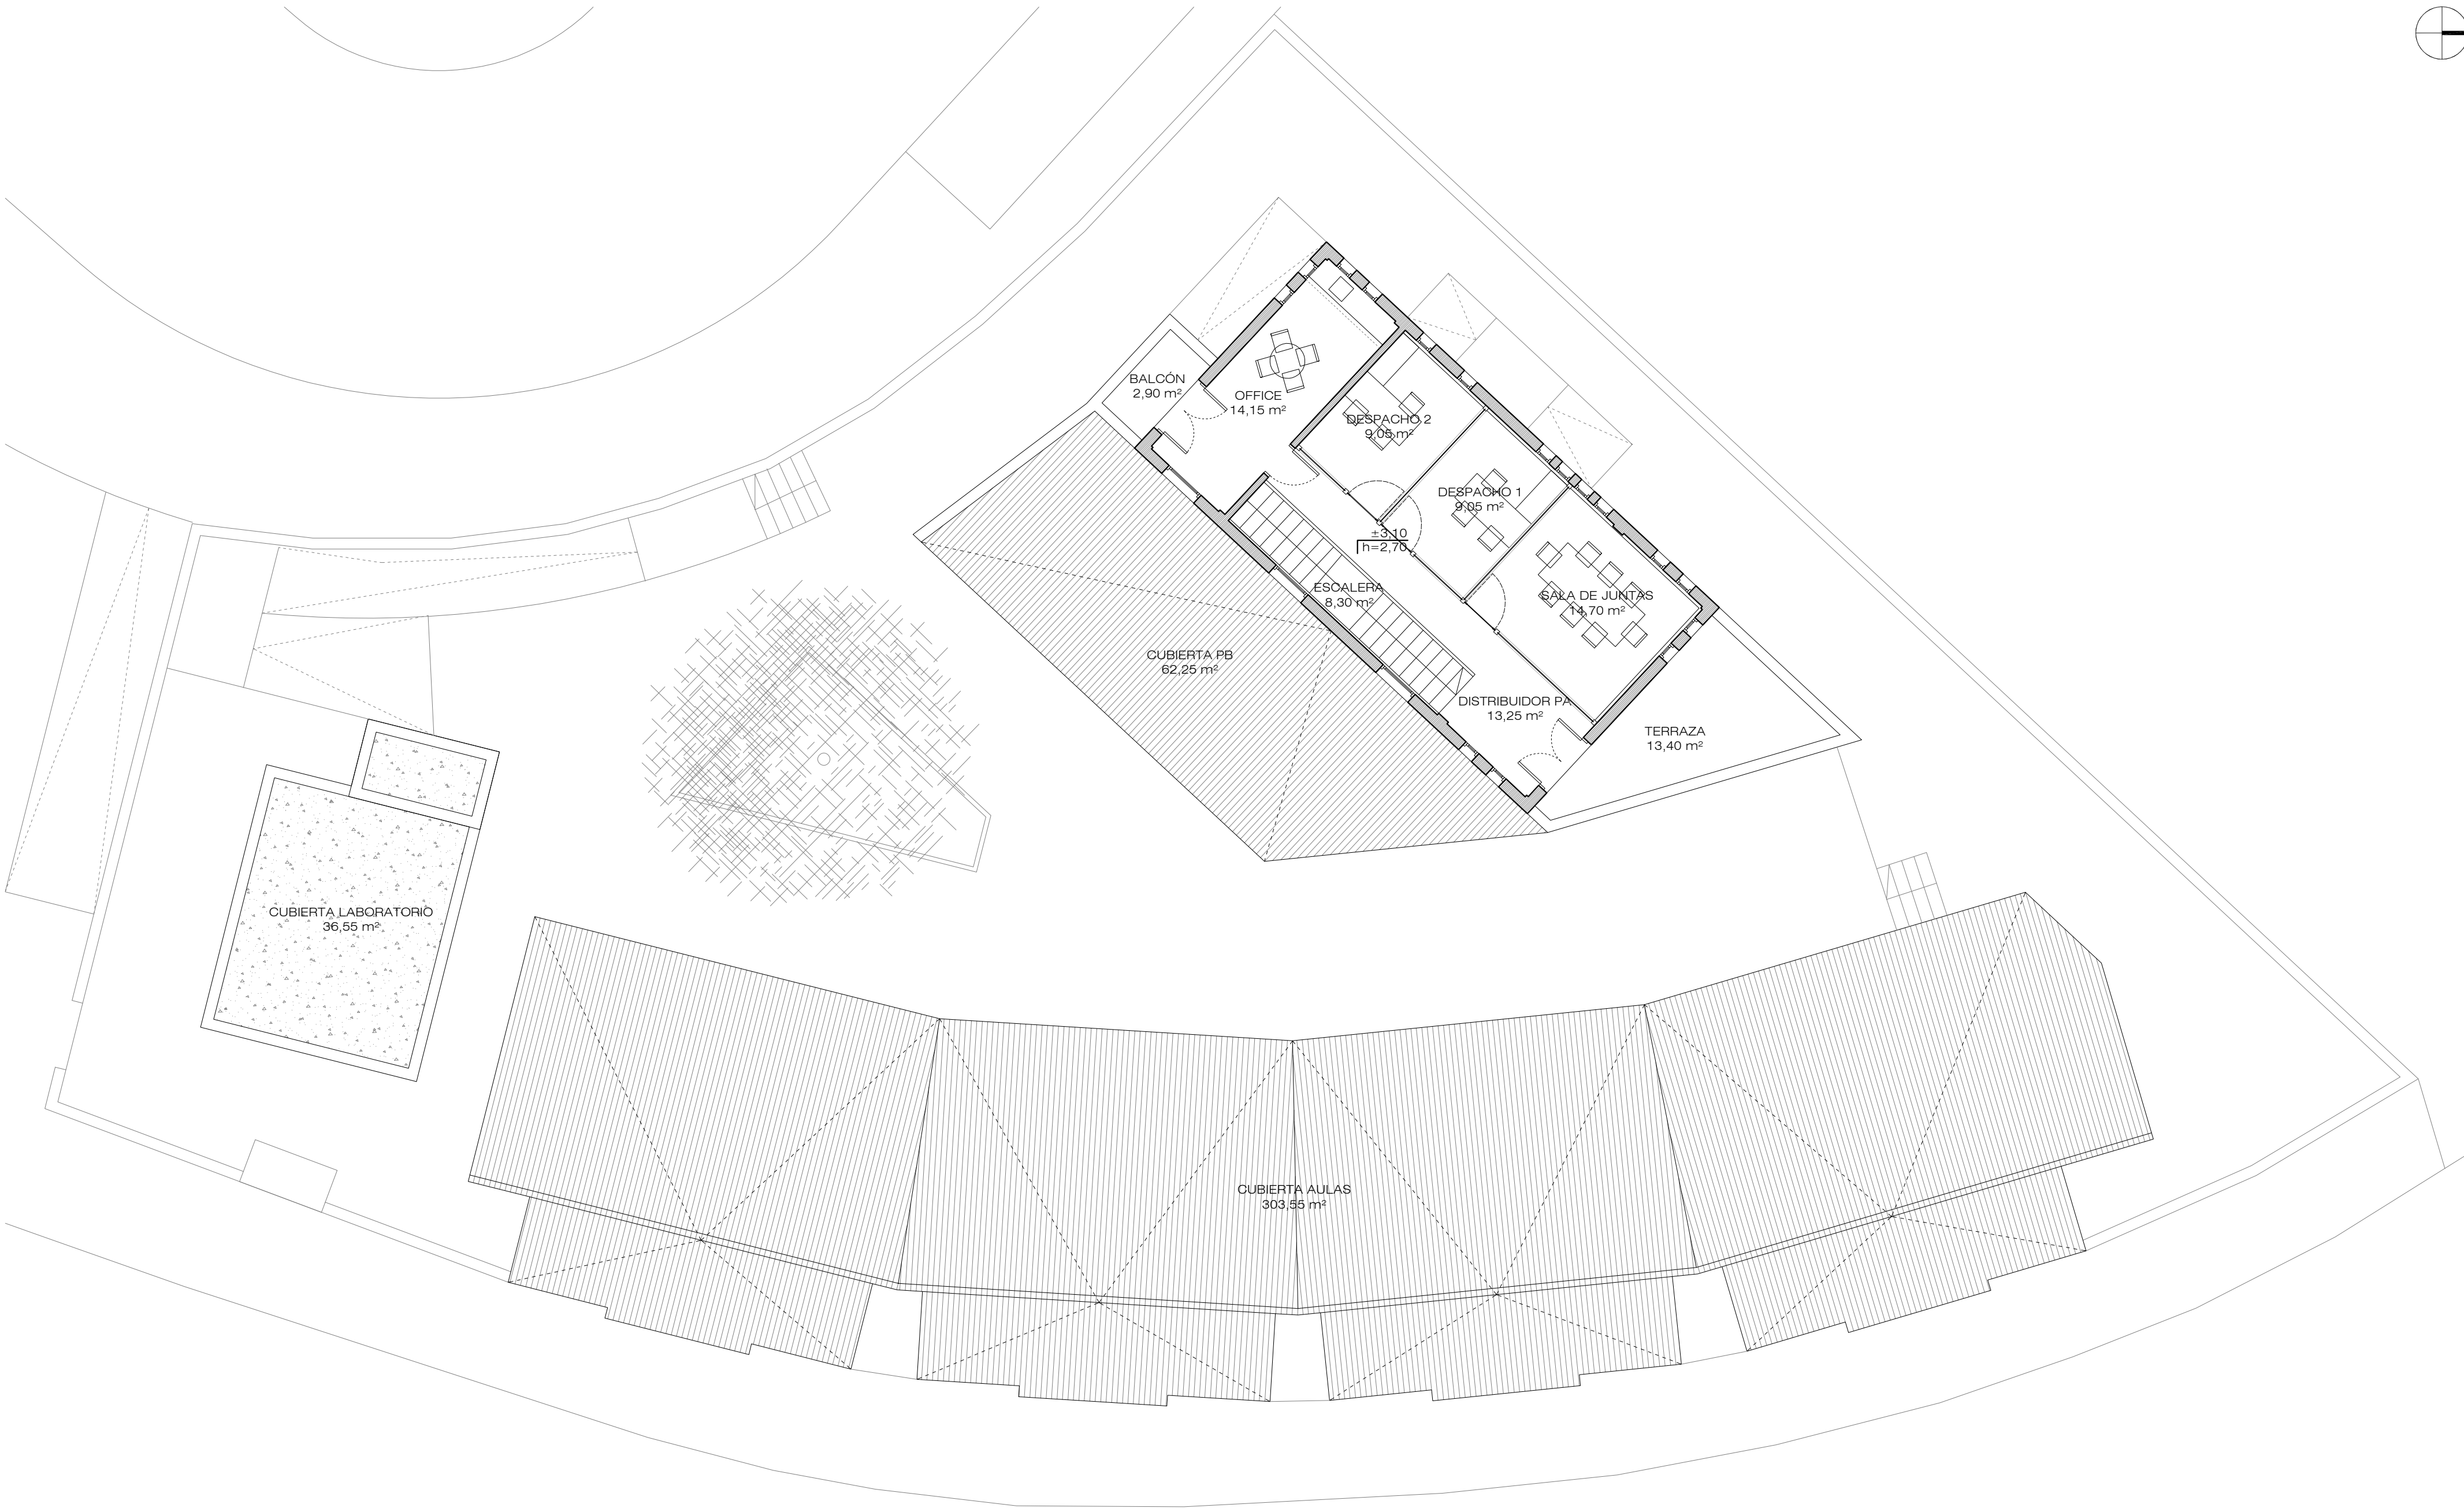 BALCÓN
2,90 m²
OFFICE
14,15 m²
DESPACHO 2
9,05 m²
DESPACHO 1
9,05 m²
±3,10
h=2,70
ESCALERA
8,30 m²
SALA DE JUNTAS
14,70 m²
CUBIERTA PB
62,25 m²
DISTRIBUIDOR PA
13,25 m²
TERRAZA
13,40 m²
CUBIERTA LABORATORIO
36,55 m²
CUBIERTA AULAS
303,55 m²